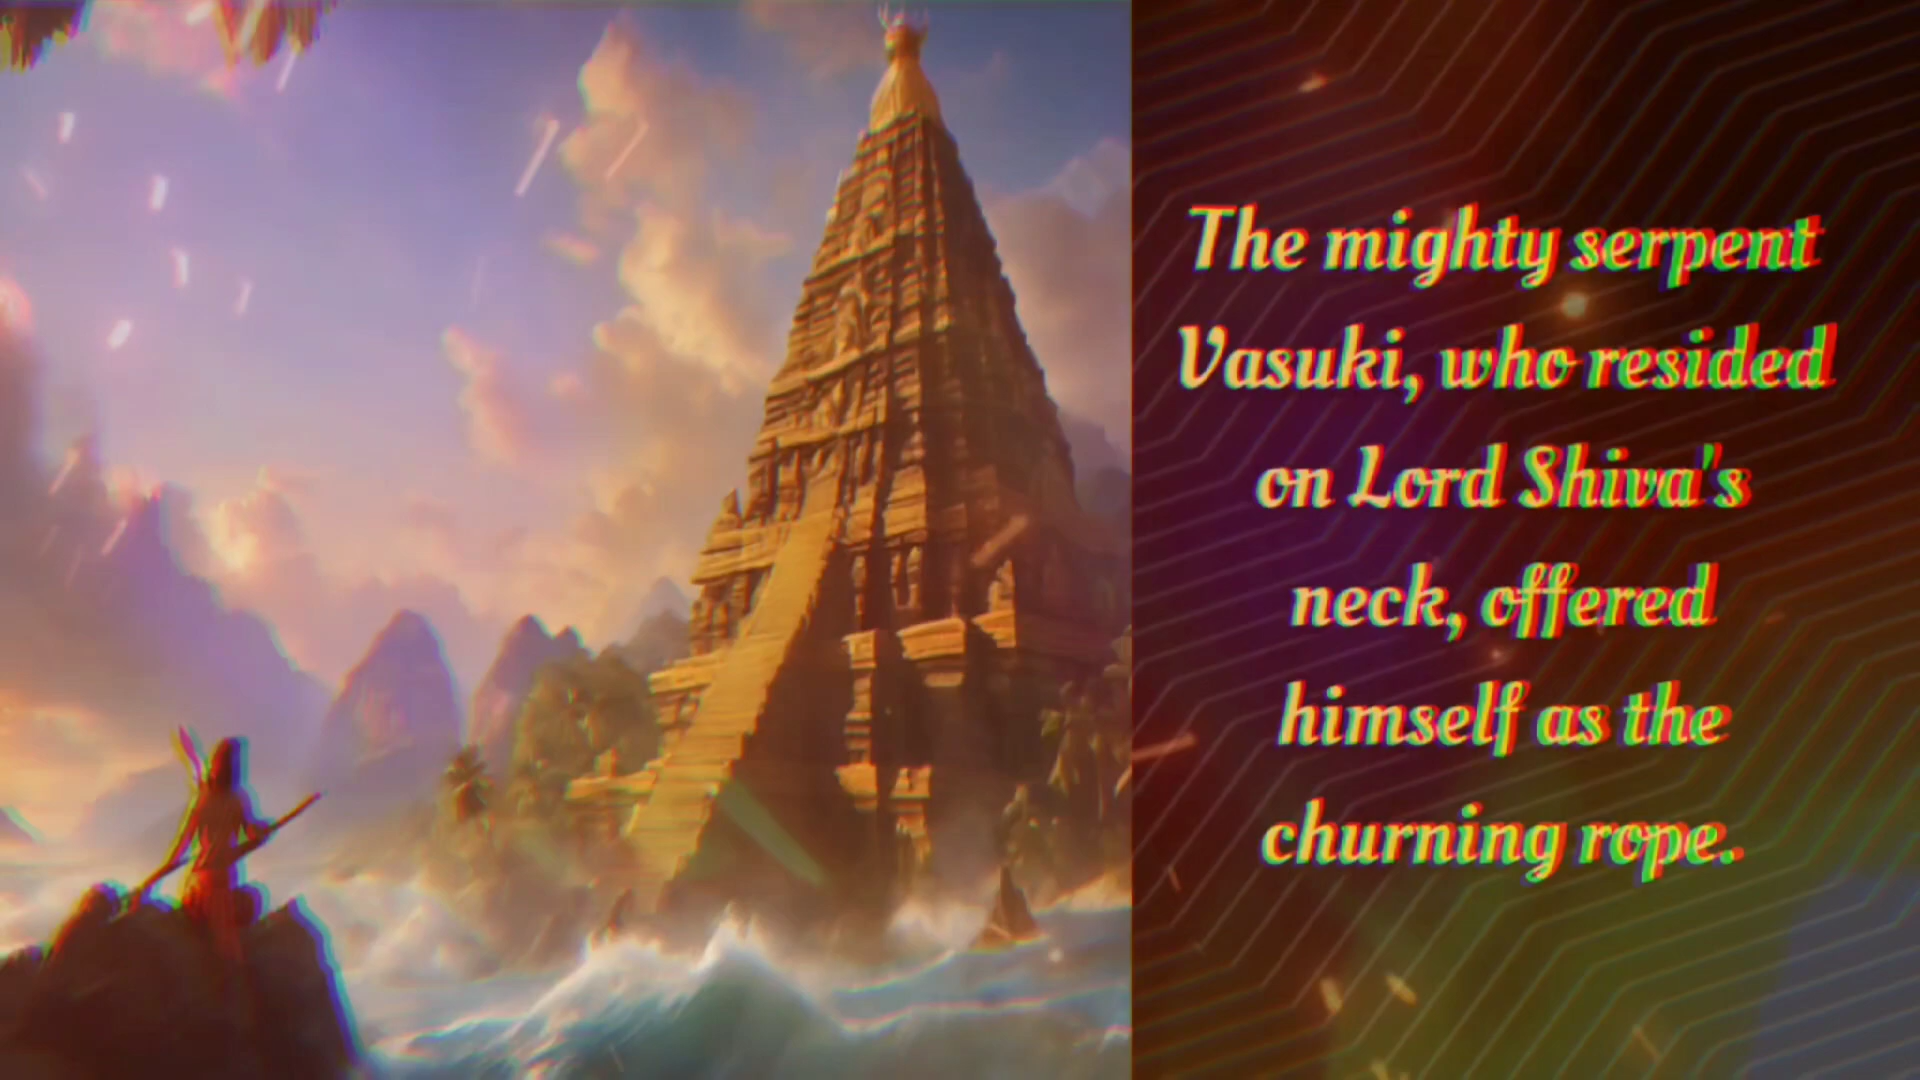 The mighty serpent
Vasuki, who resided
on Lord Shiva's
neck, offered
himself as the
churning rope.